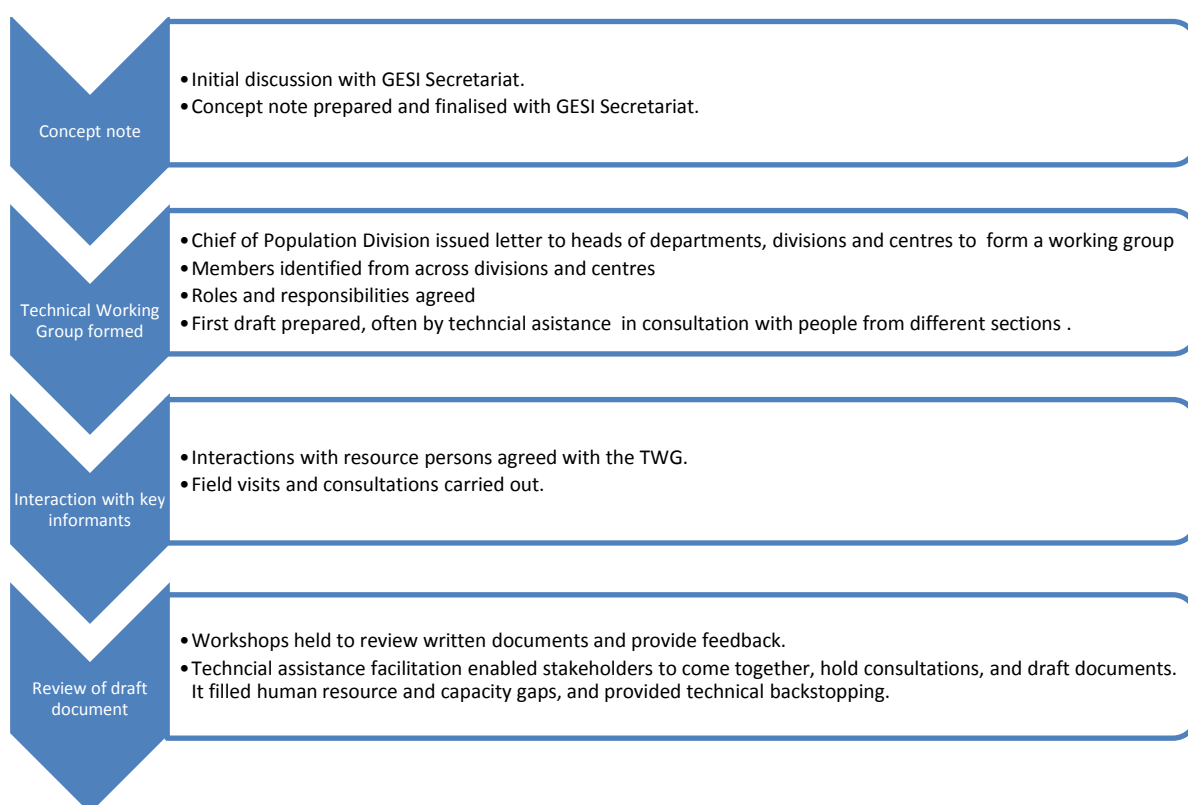 Concept note
•Initial discussion with GESI Secretariat.
•Concept note prepared and finalised with GESI Secretariat.
Technical Working
Group formed
•Chief of Population Division issued letter to heads of departments, divisions and centres to  form a working group
•Members identified from across divisions and centres
•Roles and responsibilities agreed
•First draft prepared, often by techncial asistance  in consultation with people from different sections .
Interaction with key
informants
•Interactions with resource persons agreed with the TWG.
•Field visits and consultations carried out.
Review of draft
document
•Workshops held to review written documents and provide feedback.
•Techncial assistance facilitation enabled stakeholders to come together, hold consultations, and draft documents.
It filled human resource and capacity gaps, and provided technical backstopping.